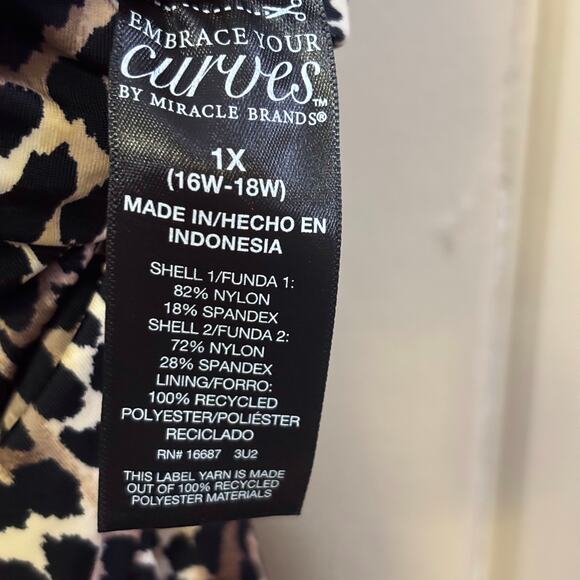 EMBRACE YOUR
curves™
BY MIRACLE BRANDS®
1X
(16W-18W)
MADE IN/HECHO EN
INDONESIA
SHELL 1/FUNDA 1:
82% NYLON
18% SPANDEX
SHELL 2/FUNDA 2:
72% NYLON
28% SPANDEX
LINING/FORRO:
100% RECYCLED
POLYESTER/POLIÉSTER
RECICLADO
RN# 16687 3U2
THIS LABEL YARN IS MADE
OUT OF 100% RECYCLED
POLYESTER MATERIALS